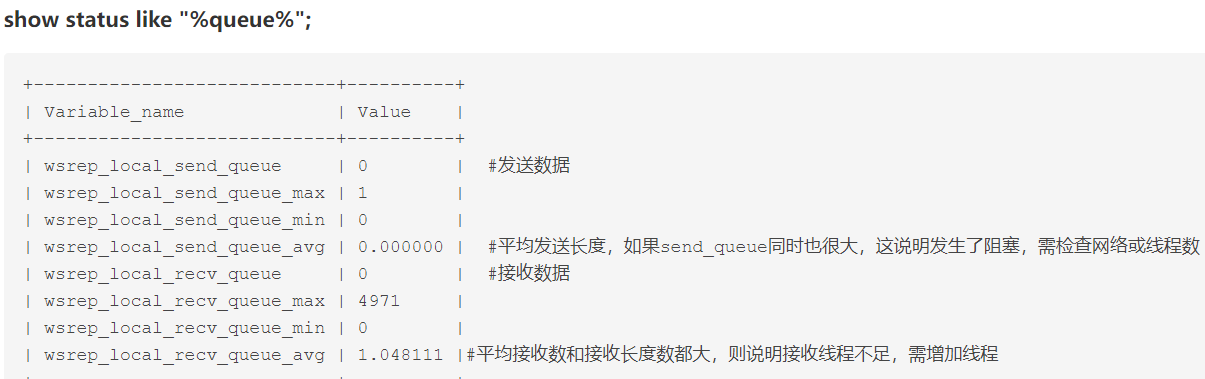 show status like "%queue%";
+----------------------------+----------+
| Variable_name              | Value    |
+----------------------------+----------+
| wsrep_local_send_queue     | 0        |  #发送数据
| wsrep_local_send_queue_max | 1        |
| wsrep_local_send_queue_min | 0        |
| wsrep_local_send_queue_avg | 0.000000 |  #平均发送长度，如果send_queue同时也很大，这说明发生了阻塞，需检查网络或线程数
| wsrep_local_recv_queue     | 0        |  #接收数据
| wsrep_local_recv_queue_max | 4971     |
| wsrep_local_recv_queue_min | 0        |
| wsrep_local_recv_queue_avg | 1.048111 |#平均接收数和接收长度数都大，则说明接收线程不足，需增加线程